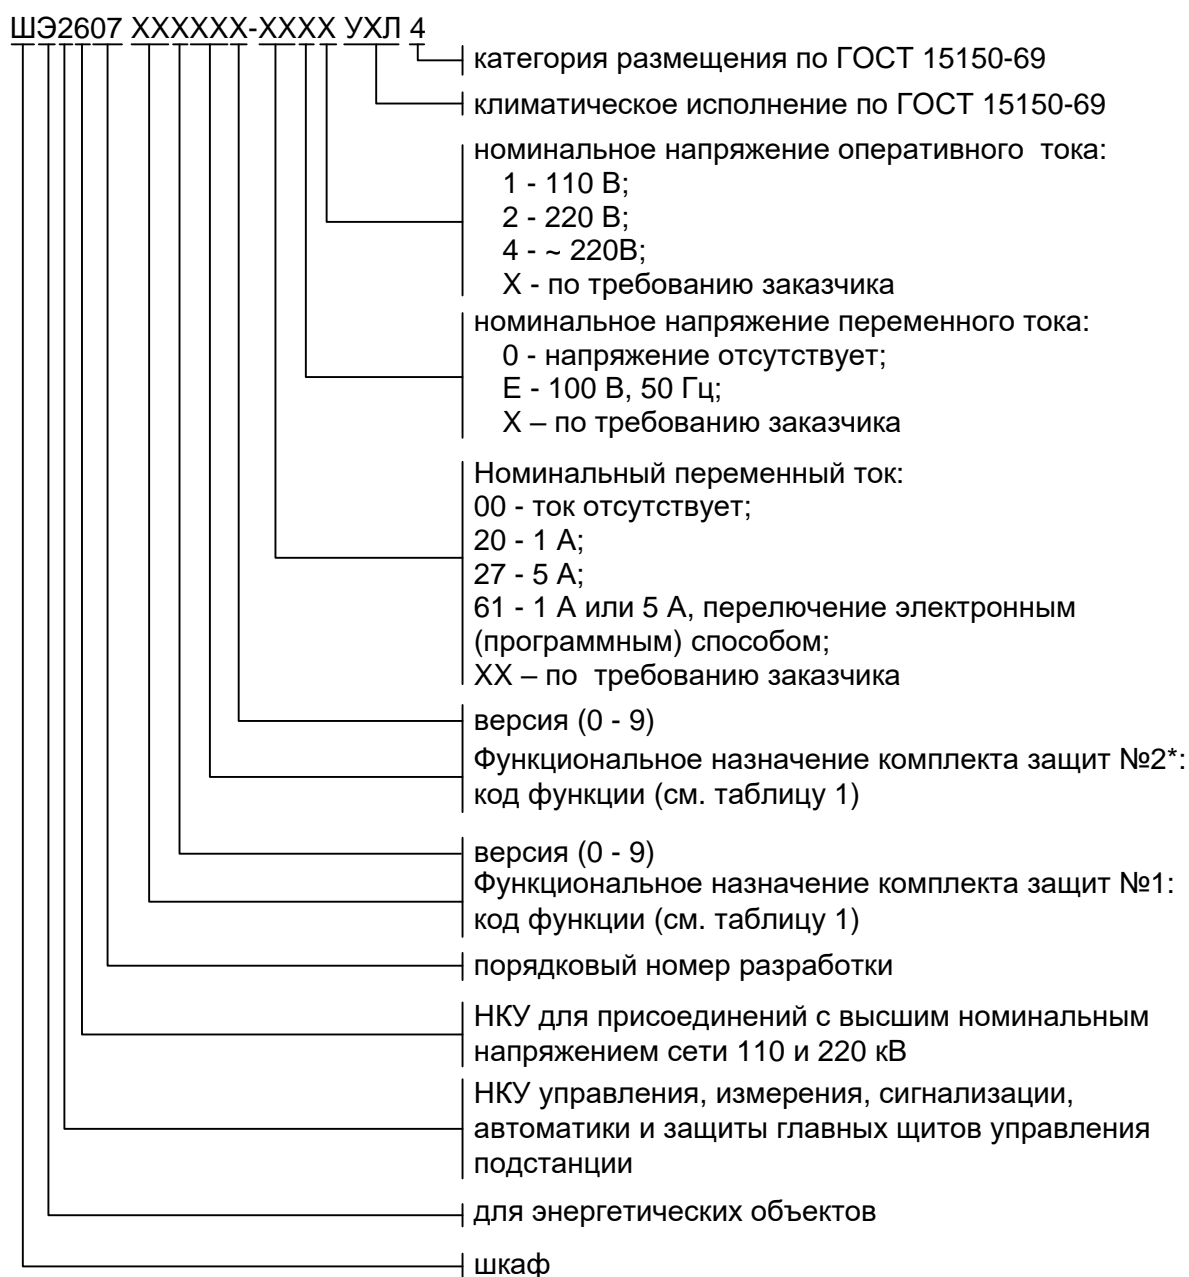 ШЭ2607 ХХХХХХ-ХХХХ УХЛ 4
категория размещения по ГОСТ 15150-69
климатическое исполнение по ГОСТ 15150-69
номинальное напряжение оперативного тока:
1 - 110 В;
2 - 220 В;
4 - ~ 220В;
Х - по требованию заказчика
номинальное напряжение переменного тока:
0 - напряжение отсутствует;
Е - 100 В, 50 Гц;
Х – по требованию заказчика
Номинальный переменный ток:
00 - ток отсутствует;
20 - 1 А;
27 - 5 А;
61 - 1 А или 5 А, перелючение электронным
(программным) способом;
ХХ – по требованию заказчика
версия (0 - 9)
Функциональное назначение комплекта защит №2*:
код функции (см. таблицу 1)
версия (0 - 9)
Функциональное назначение комплекта защит №1:
код функции (см. таблицу 1)
порядковый номер разработки
НКУ для присоединений с высшим номинальным
напряжением сети 110 и 220 кВ
НКУ управления, измерения, сигнализации,
автоматики и защиты главных щитов управления
подстанции
для энергетических объектов
шкаф